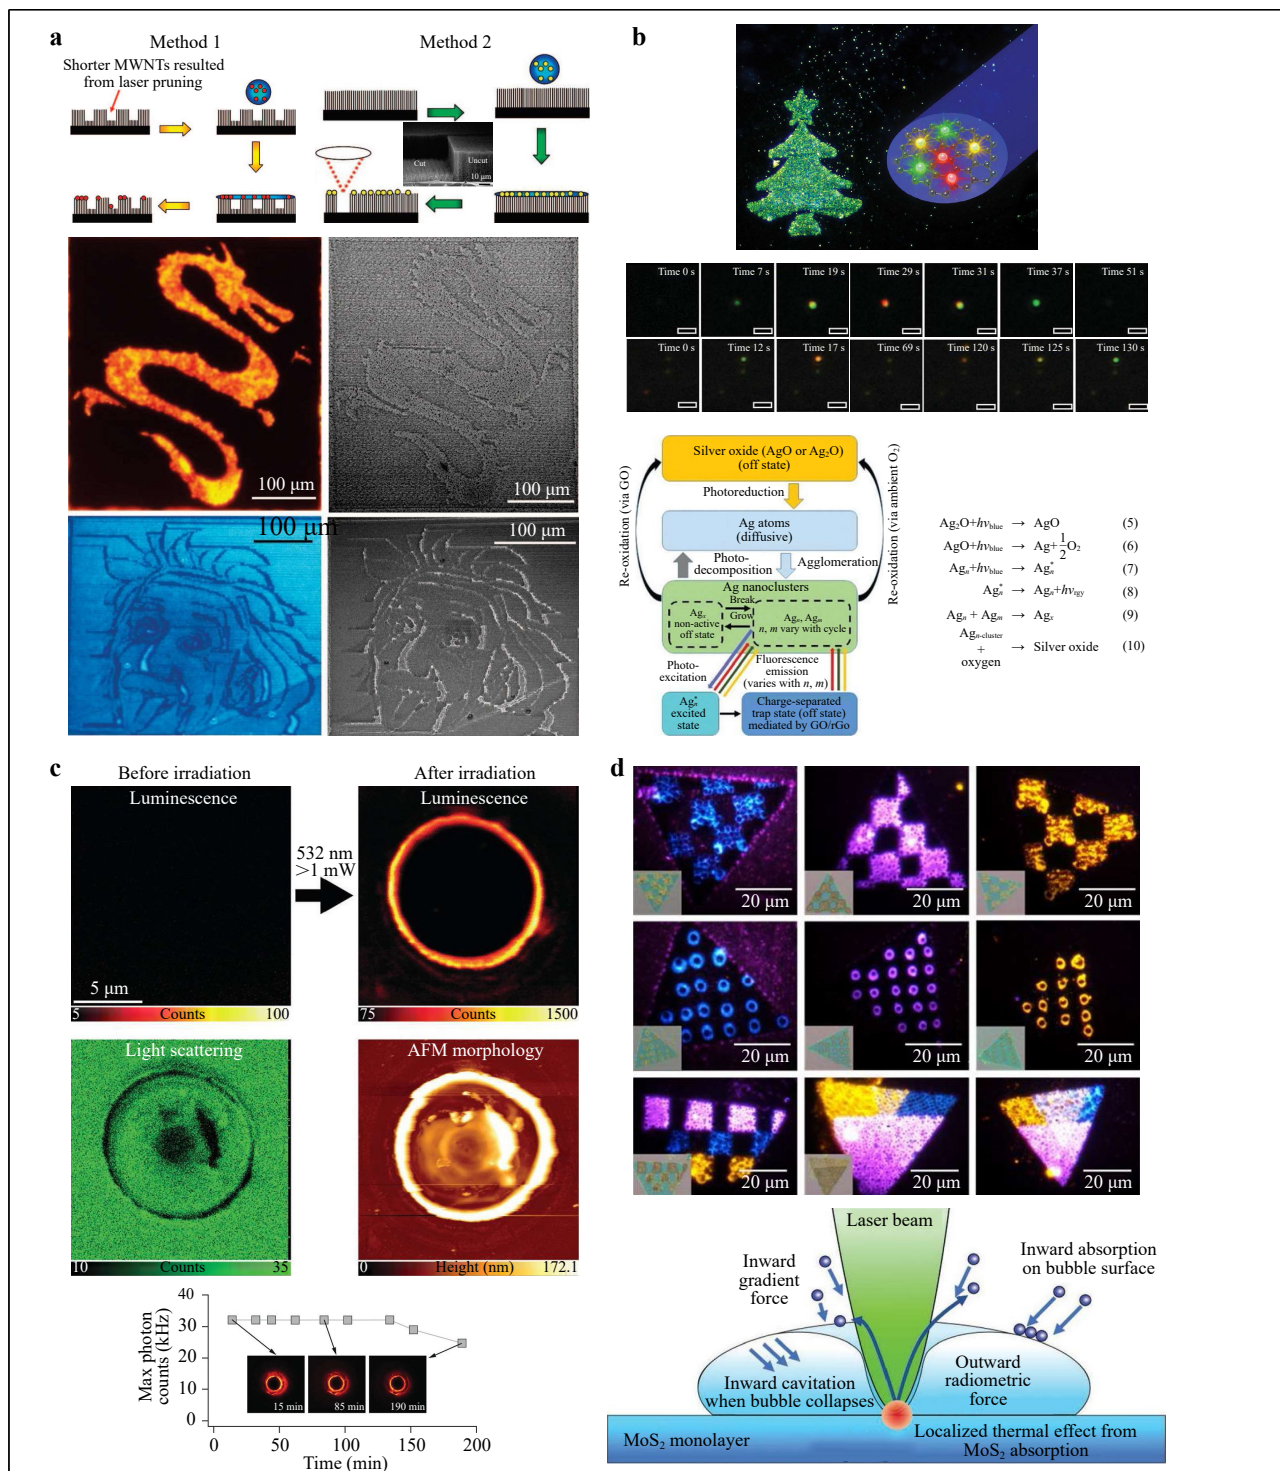 a
Method 1
Method 2
Shorter MWNTs resulted
from laser pruning
Cut
Uncut
10 μm
100 μm
100 μm
100 μm
100 μm
b
Time 0 s
Time 7 s
Time 19 s
Time 29 s
Time 31 s
Time 37 s
Time 51 s
Time 0 s
Time 12 s
Time 17 s
Time 69 s
Time 120 s
Time 125 s
Time 130 s
Silver oxide (AgO or Ag₂O)
(off state)
Photoreduction
Ag atoms
(diffusive)
Photo-
decomposition
Agglomeration
Ag nanoclusters
Break
Grow
Agₓ
non-active
off state
Agₙ, Agₘ
n, m vary with cycle
Photo-
excitation
Fluorescence
emission
(varies with n, m)
Agₙ*
excited
state
Charge-separated
trap state (off state)
mediated by GO/rGo
Re-oxidation (via GO)
Re-oxidation (via ambient O₂)
Ag₂O+hν_blue → AgO (5)
AgO+hν_blue → Ag+1/2O₂ (6)
Agₙ+hν_blue → Agₙ* (7)
Agₙ* → Agₙ+hν_rgy (8)
Agₙ + Agₘ → Agₓ (9)
Ag_n-cluster
+ → Silver oxide (10)
oxygen
c
Before irradiation
After irradiation
Luminescence
Luminescence
532 nm
>1 mW
5 μm
5 Counts 100
75 Counts 1500
Light scattering
AFM morphology
10 Counts 35
0 Height (nm) 172.1
Max photon
counts (kHz)
40
30
20
10
0
15 min
85 min
190 min
0 50 100 150 200
Time (min)
d
20 μm
20 μm
20 μm
20 μm
20 μm
20 μm
20 μm
20 μm
20 μm
Laser beam
Inward
gradient
force
Inward absorption
on bubble surface
Inward cavitation
when bubble collapses
Outward
radiometric
force
MoS₂ monolayer
Localized thermal effect from
MoS₂ absorption